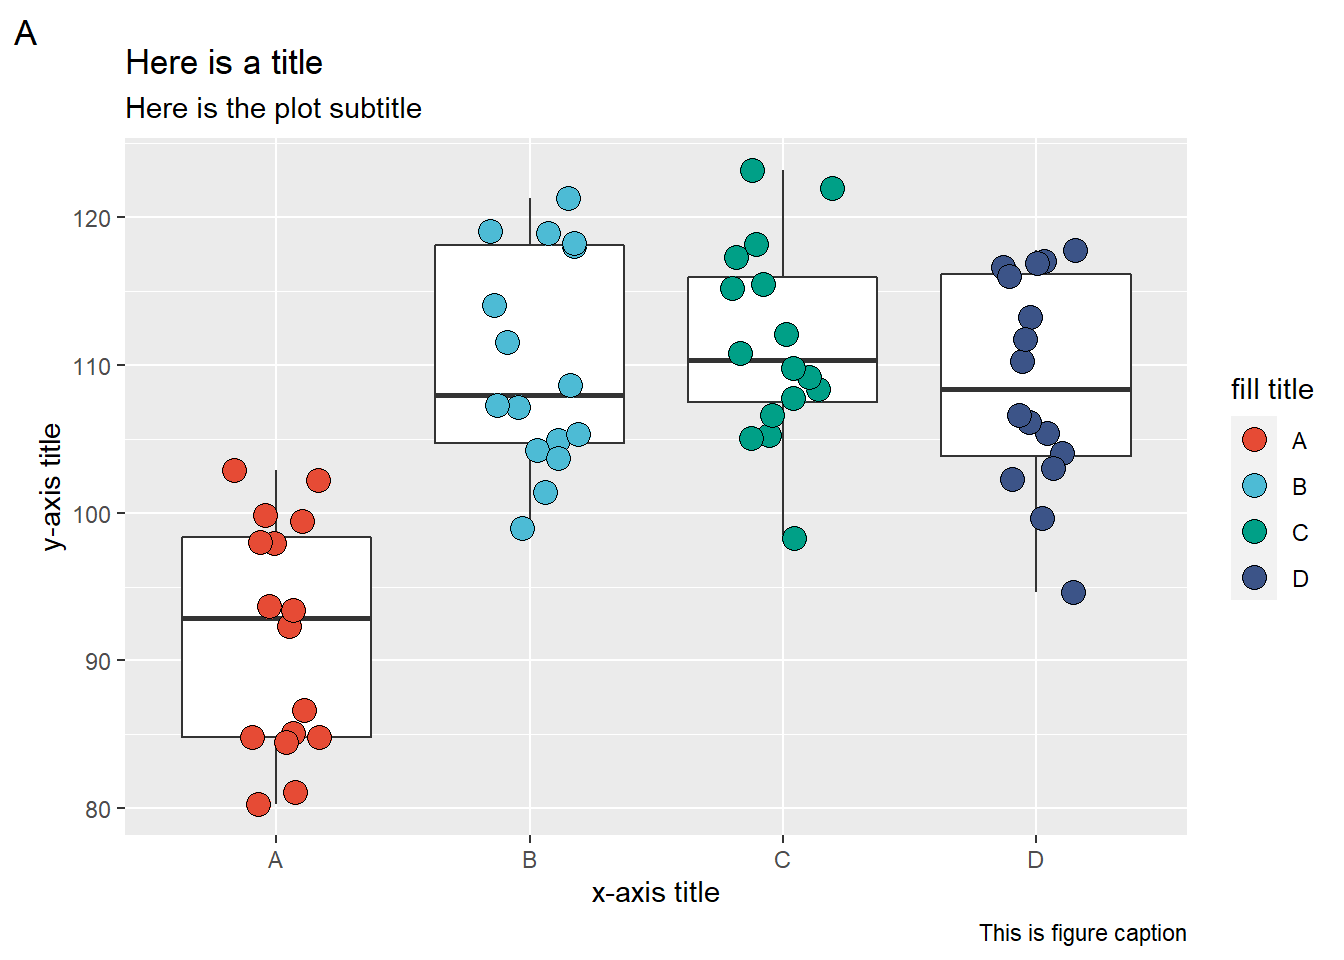 A
Here is a title
Here is the plot subtitle
y-axis title
120
110
100
90
80
A B C D
x-axis title
fill title
A
B
C
D
This is figure caption